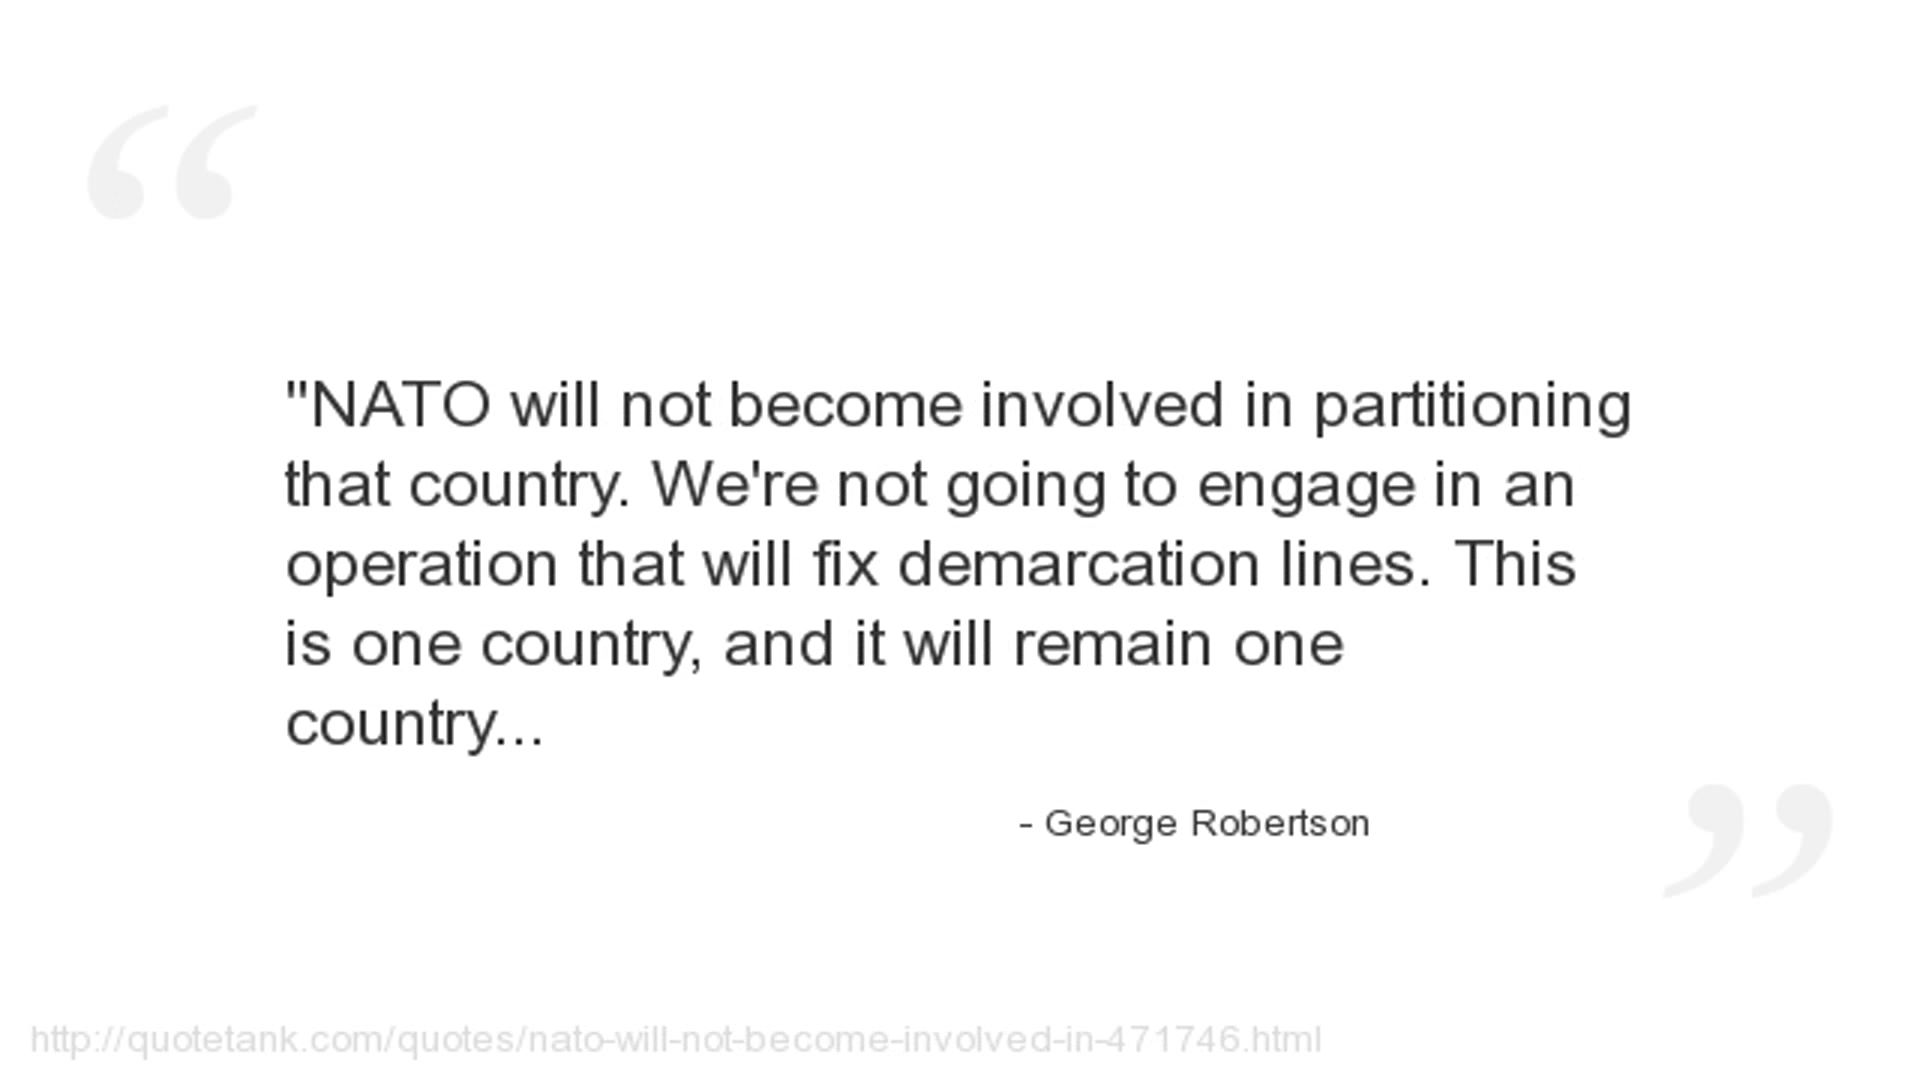 "NATO will not become involved in partitioning
that country. We're not going to engage in an
operation that will fix demarcation lines. This
is one country, and it will remain one
country...
- George Robertson
http://quotetank.com/quotes/nato-will-not-become-involved-in-471746.html